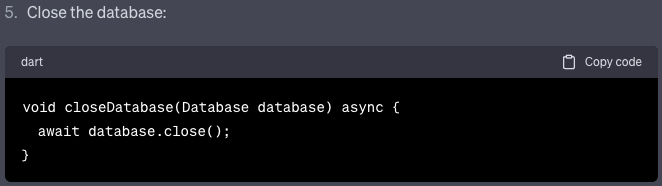 5. Close the database:
dart
Copy code
void closeDatabase(Database database) async {
  await database.close();
}